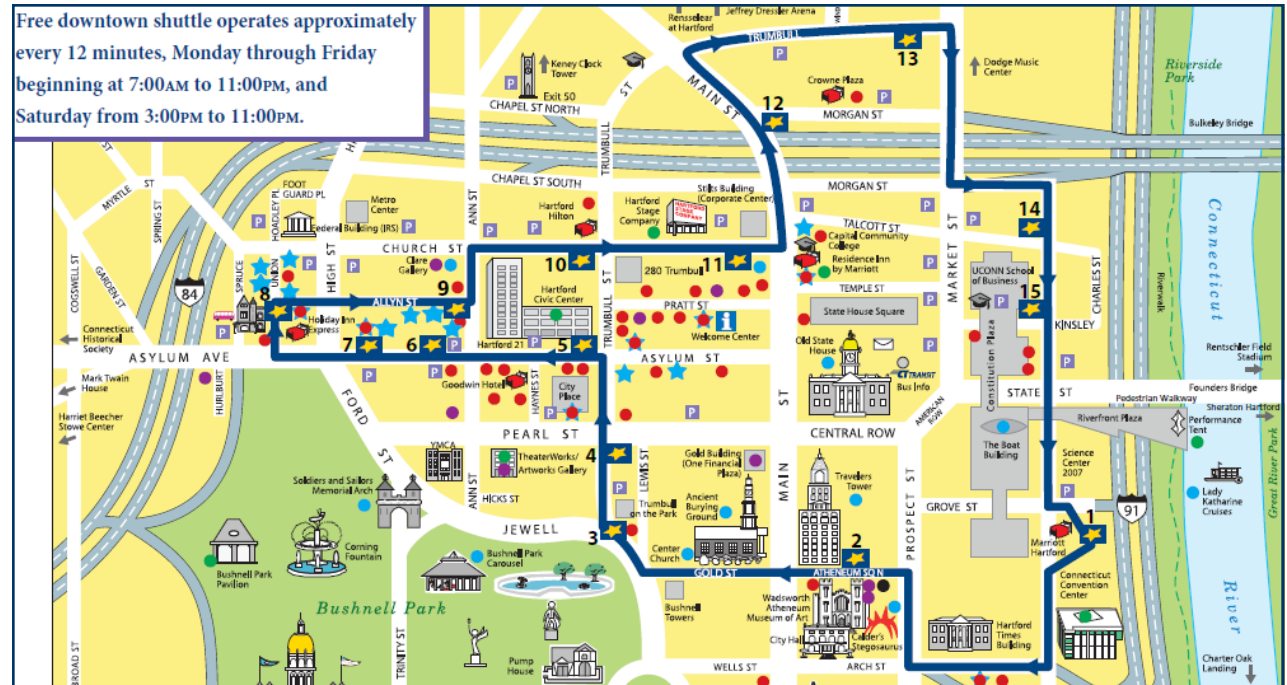 Free downtown shuttle operates approximately
every 12 minutes, Monday through Friday
beginning at 7:00AM to 11:00PM, and
Saturday from 3:00PM to 11:00PM.
Rensselear
at Hartford
Jeffrey Dressler Arena
TRUMBULL
13
Keney Clock
Tower
Exit 50
ST
MAIN ST
Dodge Music
Center
Riverside
Park
Crowne Plaza
CHAPEL ST NORTH
12
MORGAN ST
Bulkeley Bridge
TRUMBULL
MYRTLE ST
SPRING ST
FOOT
GUARD PL
HOADLEY PL
Metro
Center
Federal Building (IRS)
CHAPEL ST SOUTH
ANN ST
Hartford
Hilton
Hartford
Stage
Company
HARTFORD
STAGE
COMPANY
Stilts Building
(Corporate Center)
MORGAN ST
TALCOTT ST
14
Capital Community
College
Residence Inn
by Marriott
MARKET ST
CHARLES ST
Connecticut
Riverwalk
COGSWELL ST
GARDEN ST
84
SPRUCE
UNION
HIGH ST
CHURCH ST
Clare
Gallery
9
10
280 Trumbull
11
TEMPLE ST
UCONN School
of Business
15
8
ALLYN ST
Hartford
Civic Center
TRUMBULL ST
PRATT ST
State House Square
KINSLEY
Holiday Inn
Express
7
6
Hartford 21
5
Welcome Center
Connecticut
Historical
Society
ASYLUM AVE
ASYLUM ST
Old State
House
CT TRANSIT
Bus Info
Constitution Plaza
Rentschler Field
Stadium
Mark Twain
House
HURLBURT
Goodwin Hotel
HAYNES ST
City
Place
ST
AMERICAN
ROW
STATE ST
Founders Bridge
Pedestrian Walkway
Sheraton Hartford
Harriet Beecher
Stowe Center
FORD ST
PEARL ST
CENTRAL ROW
Riverfront Plaza
Performance
Tent
The Boat
Building
YMCA
TheaterWorks/
Artworks Gallery
4
LEWIS ST
Gold Building
(One Financial
Plaza)
MAIN
Travelers
Tower
Science
Center
2007
Soldiers and Sailors
Memorial Arch
ANN ST
HICKS ST
Trumbull
on the Park
Ancient
Burying
Ground
PROSPECT ST
GROVE ST
91
Lady
Katharine
Cruises
Great River Park
JEWELL
3
Center
Church
2
1
Marriott
Hartford
Corning
Fountain
Bushnell Park
Carousel
GOLD ST
ATHENEUM SQ N
Connecticut
Convention
Center
Bushnell Park
Pavilion
Bushnell Park
Bushnell
Towers
Wadsworth
Atheneum
Museum of Art
City Hall
Calder's
Stegosaurus
Hartford
Times
Building
River
BROAD ST
TRINITY ST
Pump
House
WELLS ST
ARCH ST
Charter Oak
Landing